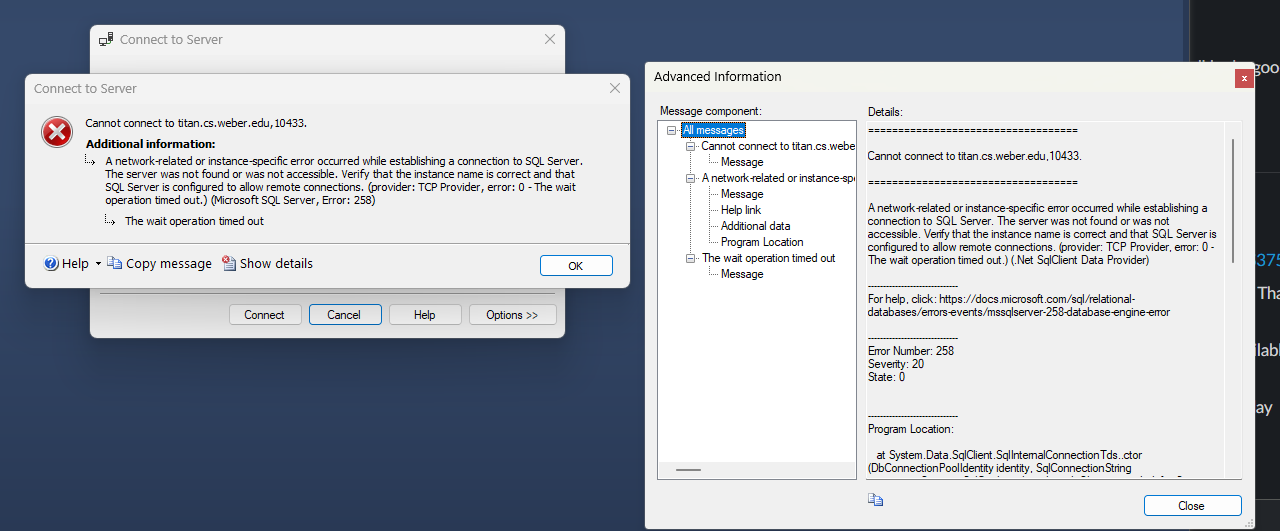 Connect to Server
Connect to Server
Cannot connect to titan.cs.weber.edu,10433.
Additional information:
A network-related or instance-specific error occurred while establishing a connection to SQL Server.
The server was not found or was not accessible. Verify that the instance name is correct and that
SQL Server is configured to allow remote connections. (provider: TCP Provider, error: 0 - The wait
operation timed out.) (Microsoft SQL Server, Error: 258)
The wait operation timed out
Help
Copy message
Show details
OK
Connect
Cancel
Help
Options >>
Advanced Information
x
Message component:
All messages
Cannot connect to titan.cs.webe
Message
A network-related or instance-sp
Message
Help link
Additional data
Program Location
The wait operation timed out
Message
Details:
===================================
Cannot connect to titan.cs.weber.edu,10433.
===================================
A network-related or instance-specific error occurred while establishing a
connection to SQL Server. The server was not found or was not
accessible. Verify that the instance name is correct and that SQL Server is
configured to allow remote connections. (provider: TCP Provider, error: 0 -
The wait operation timed out.) (.Net SqlClient Data Provider)
------------------------------
For help, click: https://docs.microsoft.com/sql/relational-
databases/errors-events/mssqlserver-258-database-engine-error
------------------------------
Error Number: 258
Severity: 20
State: 0
------------------------------
Program Location:
at System.Data.SqlClient.SqlInternalConnectionTds..ctor
(DbConnectionPoolIdentity identity, SqlConnectionString
Close
goo
375
Tha
ilabl
ay